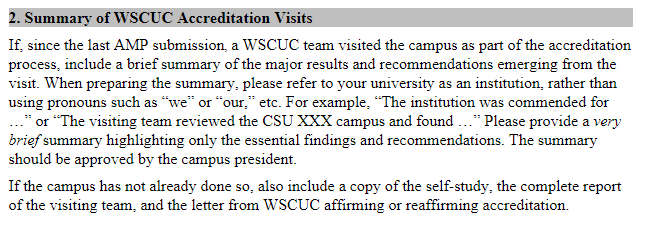 2. Summary of WSCUC Accreditation Visits
If, since the last AMP submission, a WSCUC team visited the campus as part of the accreditation
process, include a brief summary of the major results and recommendations emerging from the
visit. When preparing the summary, please refer to your university as an institution, rather than
using pronouns such as “we” or “our,” etc. For example, “The institution was commended for
…” or “The visiting team reviewed the CSU XXX campus and found …” Please provide a very
brief summary highlighting only the essential findings and recommendations. The summary
should be approved by the campus president.
If the campus has not already done so, also include a copy of the self-study, the complete report
of the visiting team, and the letter from WSCUC affirming or reaffirming accreditation.